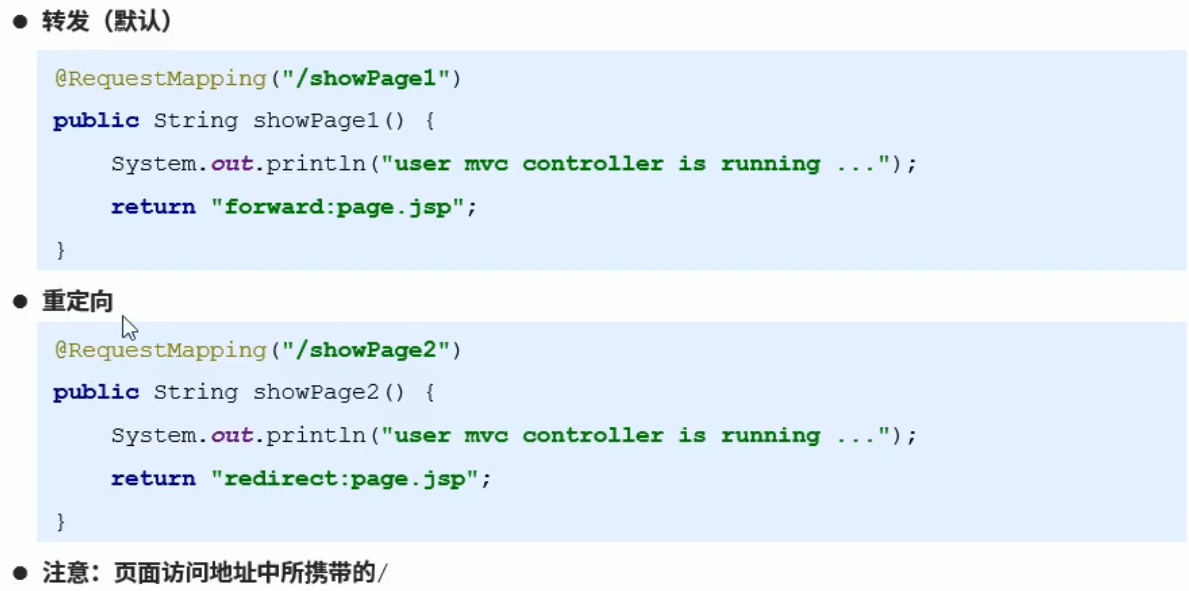 ● 转发（默认）
@RequestMapping("/showPage1")
public String showPage1() {
    System.out.println("user mvc controller is running ...");
    return "forward:page.jsp";
}
● 重定向
@RequestMapping("/showPage2")
public String showPage2() {
    System.out.println("user mvc controller is running ...");
    return "redirect:page.jsp";
}
● 注意：页面访问地址中所携带的/